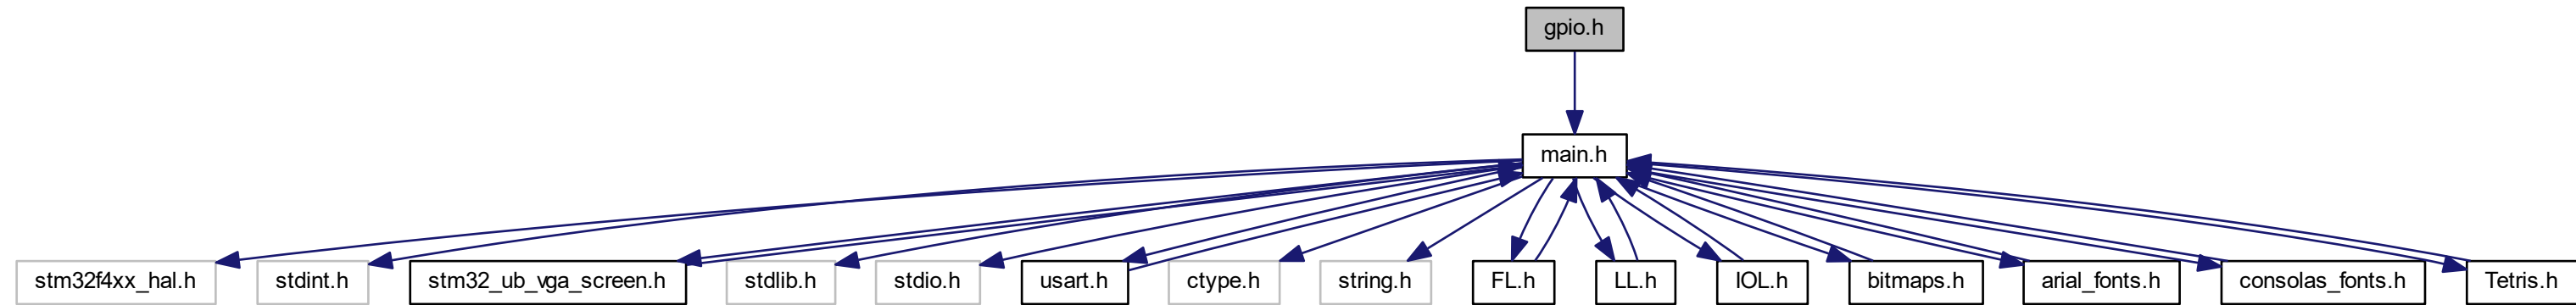 gpio.h
main.h
stm32f4xx_hal.h
stdint.h
stm32_ub_vga_screen.h
stdlib.h
stdio.h
usart.h
ctype.h
string.h
FL.h
LL.h
IOL.h
bitmaps.h
arial_fonts.h
consolas_fonts.h
Tetris.h